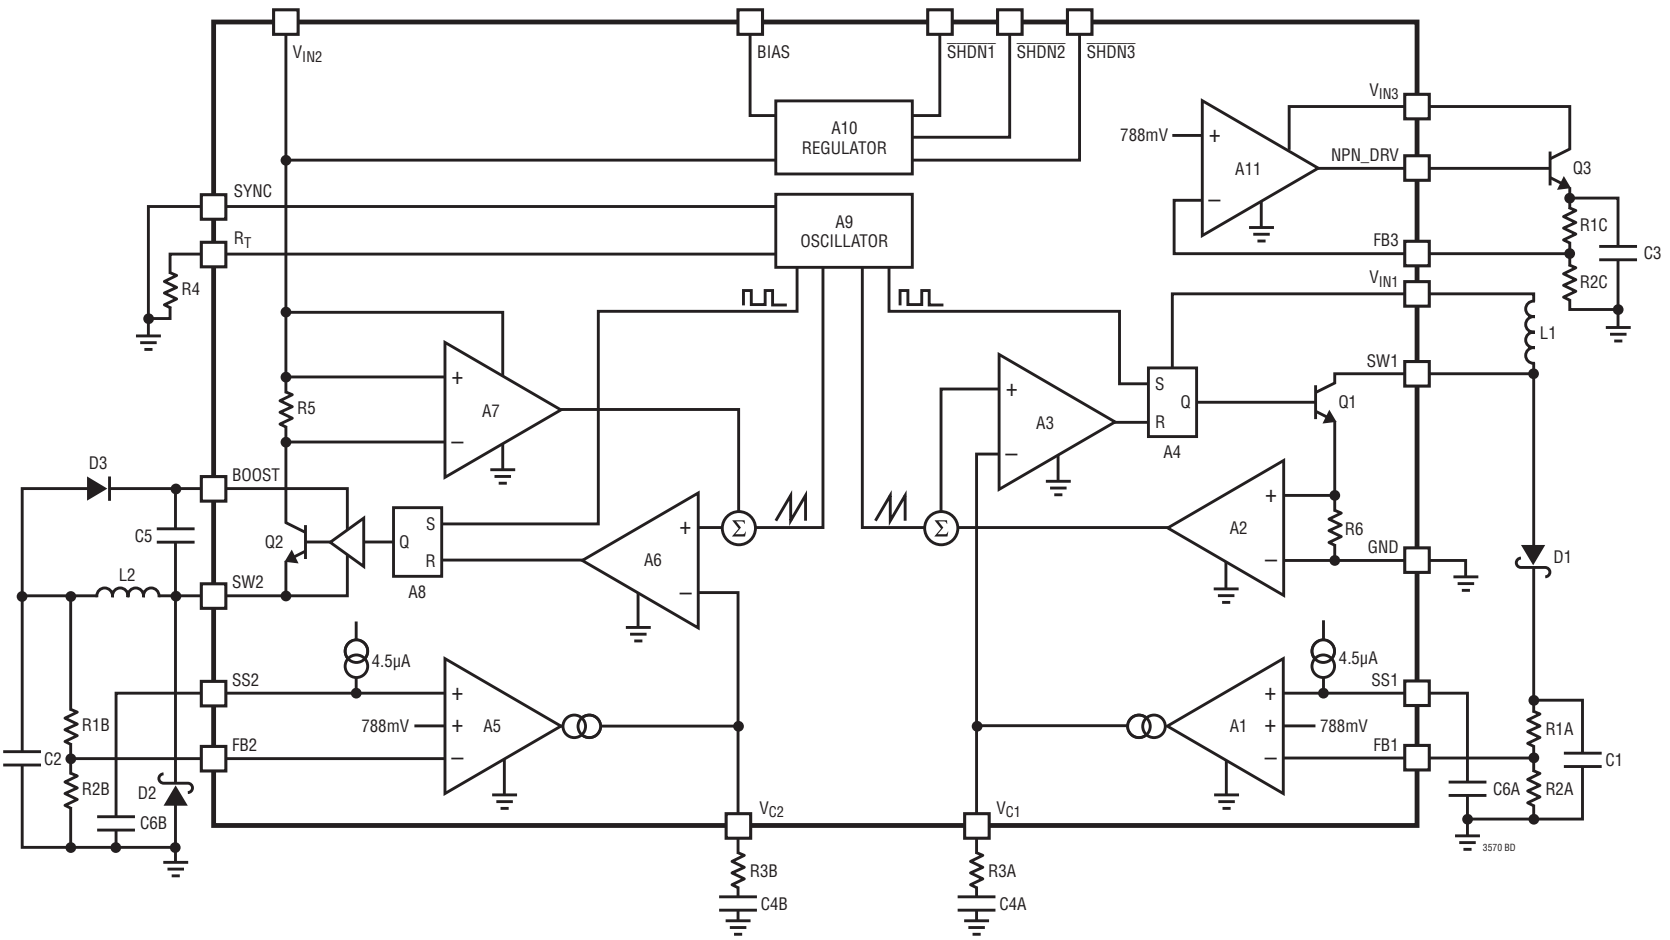 VIN2
BIAS
SHDN1
SHDN2
SHDN3
VIN3
A10
REGULATOR
788mV
+
A11
–
NPN_DRV
Q3
SYNC
A9
OSCILLATOR
RT
FB3
R1C
C3
R2C
R4
VIN1
L1
SW1
+
A7
–
R5
+
A3
–
S
Q
R
A4
Q1
D3
BOOST
C5
Q2
S
Q
R
A8
+
A6
–
Σ
Σ
+
A2
–
R6
GND
D1
L2
SW2
4.5µA
4.5µA
SS2
+
788mV
+
A5
–
SS1
+
A1
+
788mV
–
R1B
FB2
C2
R2B
D2
C6B
FB1
R1A
C1
C6A
R2A
VC2
VC1
3570 BD
R3B
R3A
C4B
C4A